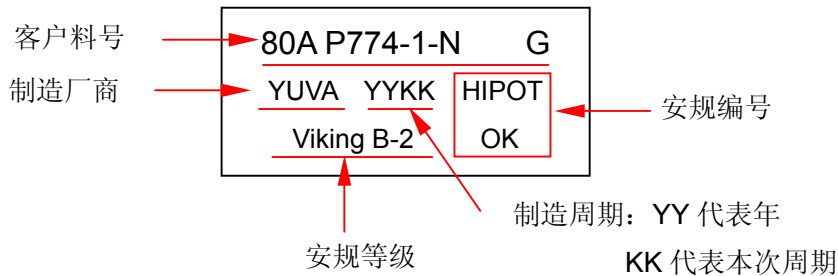 客户料号
80A P774-1-N G
制造厂商
YUVA YYKK HIPOT
安规编号
Viking B-2 OK
制造周期：YY 代表年
安规等级
KK 代表本次周期